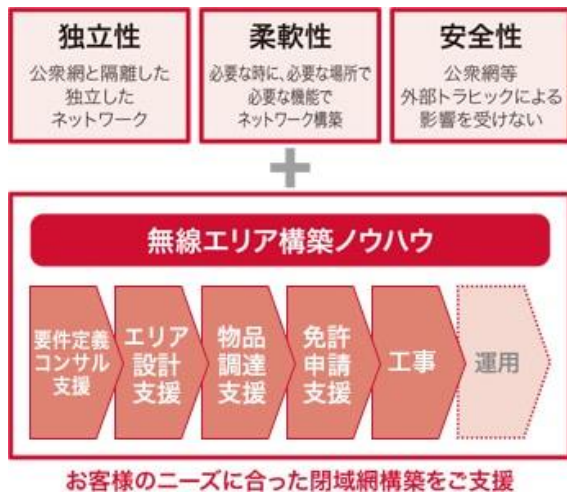 独立性
公衆網と隔離した
独立した
ネットワーク
柔軟性
必要な時に、必要な場所で
必要な機能で
ネットワーク構築
安全性
公衆網等
外部トラヒックによる
影響を受けない
+
無線エリア構築ノウハウ
要件定義
コンサル
支援
エリア
設計
支援
物品
調達
支援
免許
申請
支援
工事
運用
お客様のニーズに合った閉域網構築をご支援